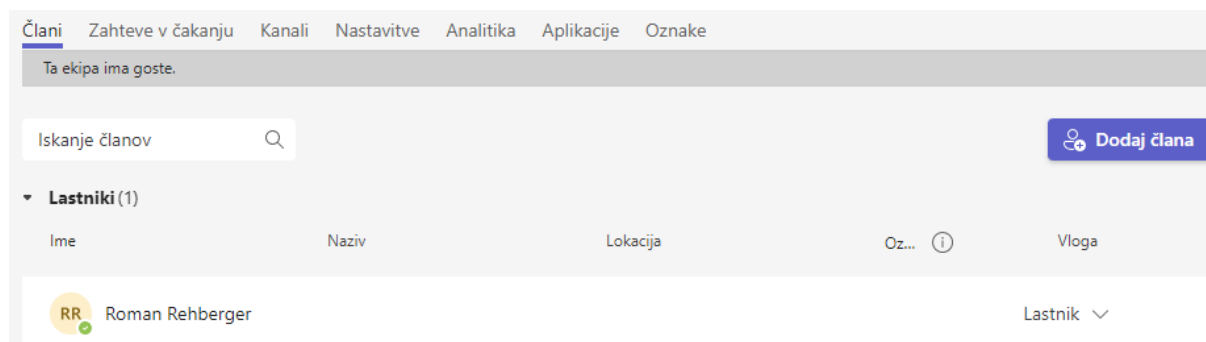 Člani Zahteve v čakanju Kanali Nastavitve Analitika Aplikacije Oznake
Ta ekipa ima goste.
Iskanje članov
Dodaj člana
Lastniki (1)
Ime Naziv Lokacija Oz... Vloga
RR Roman Rehberger Lastnik